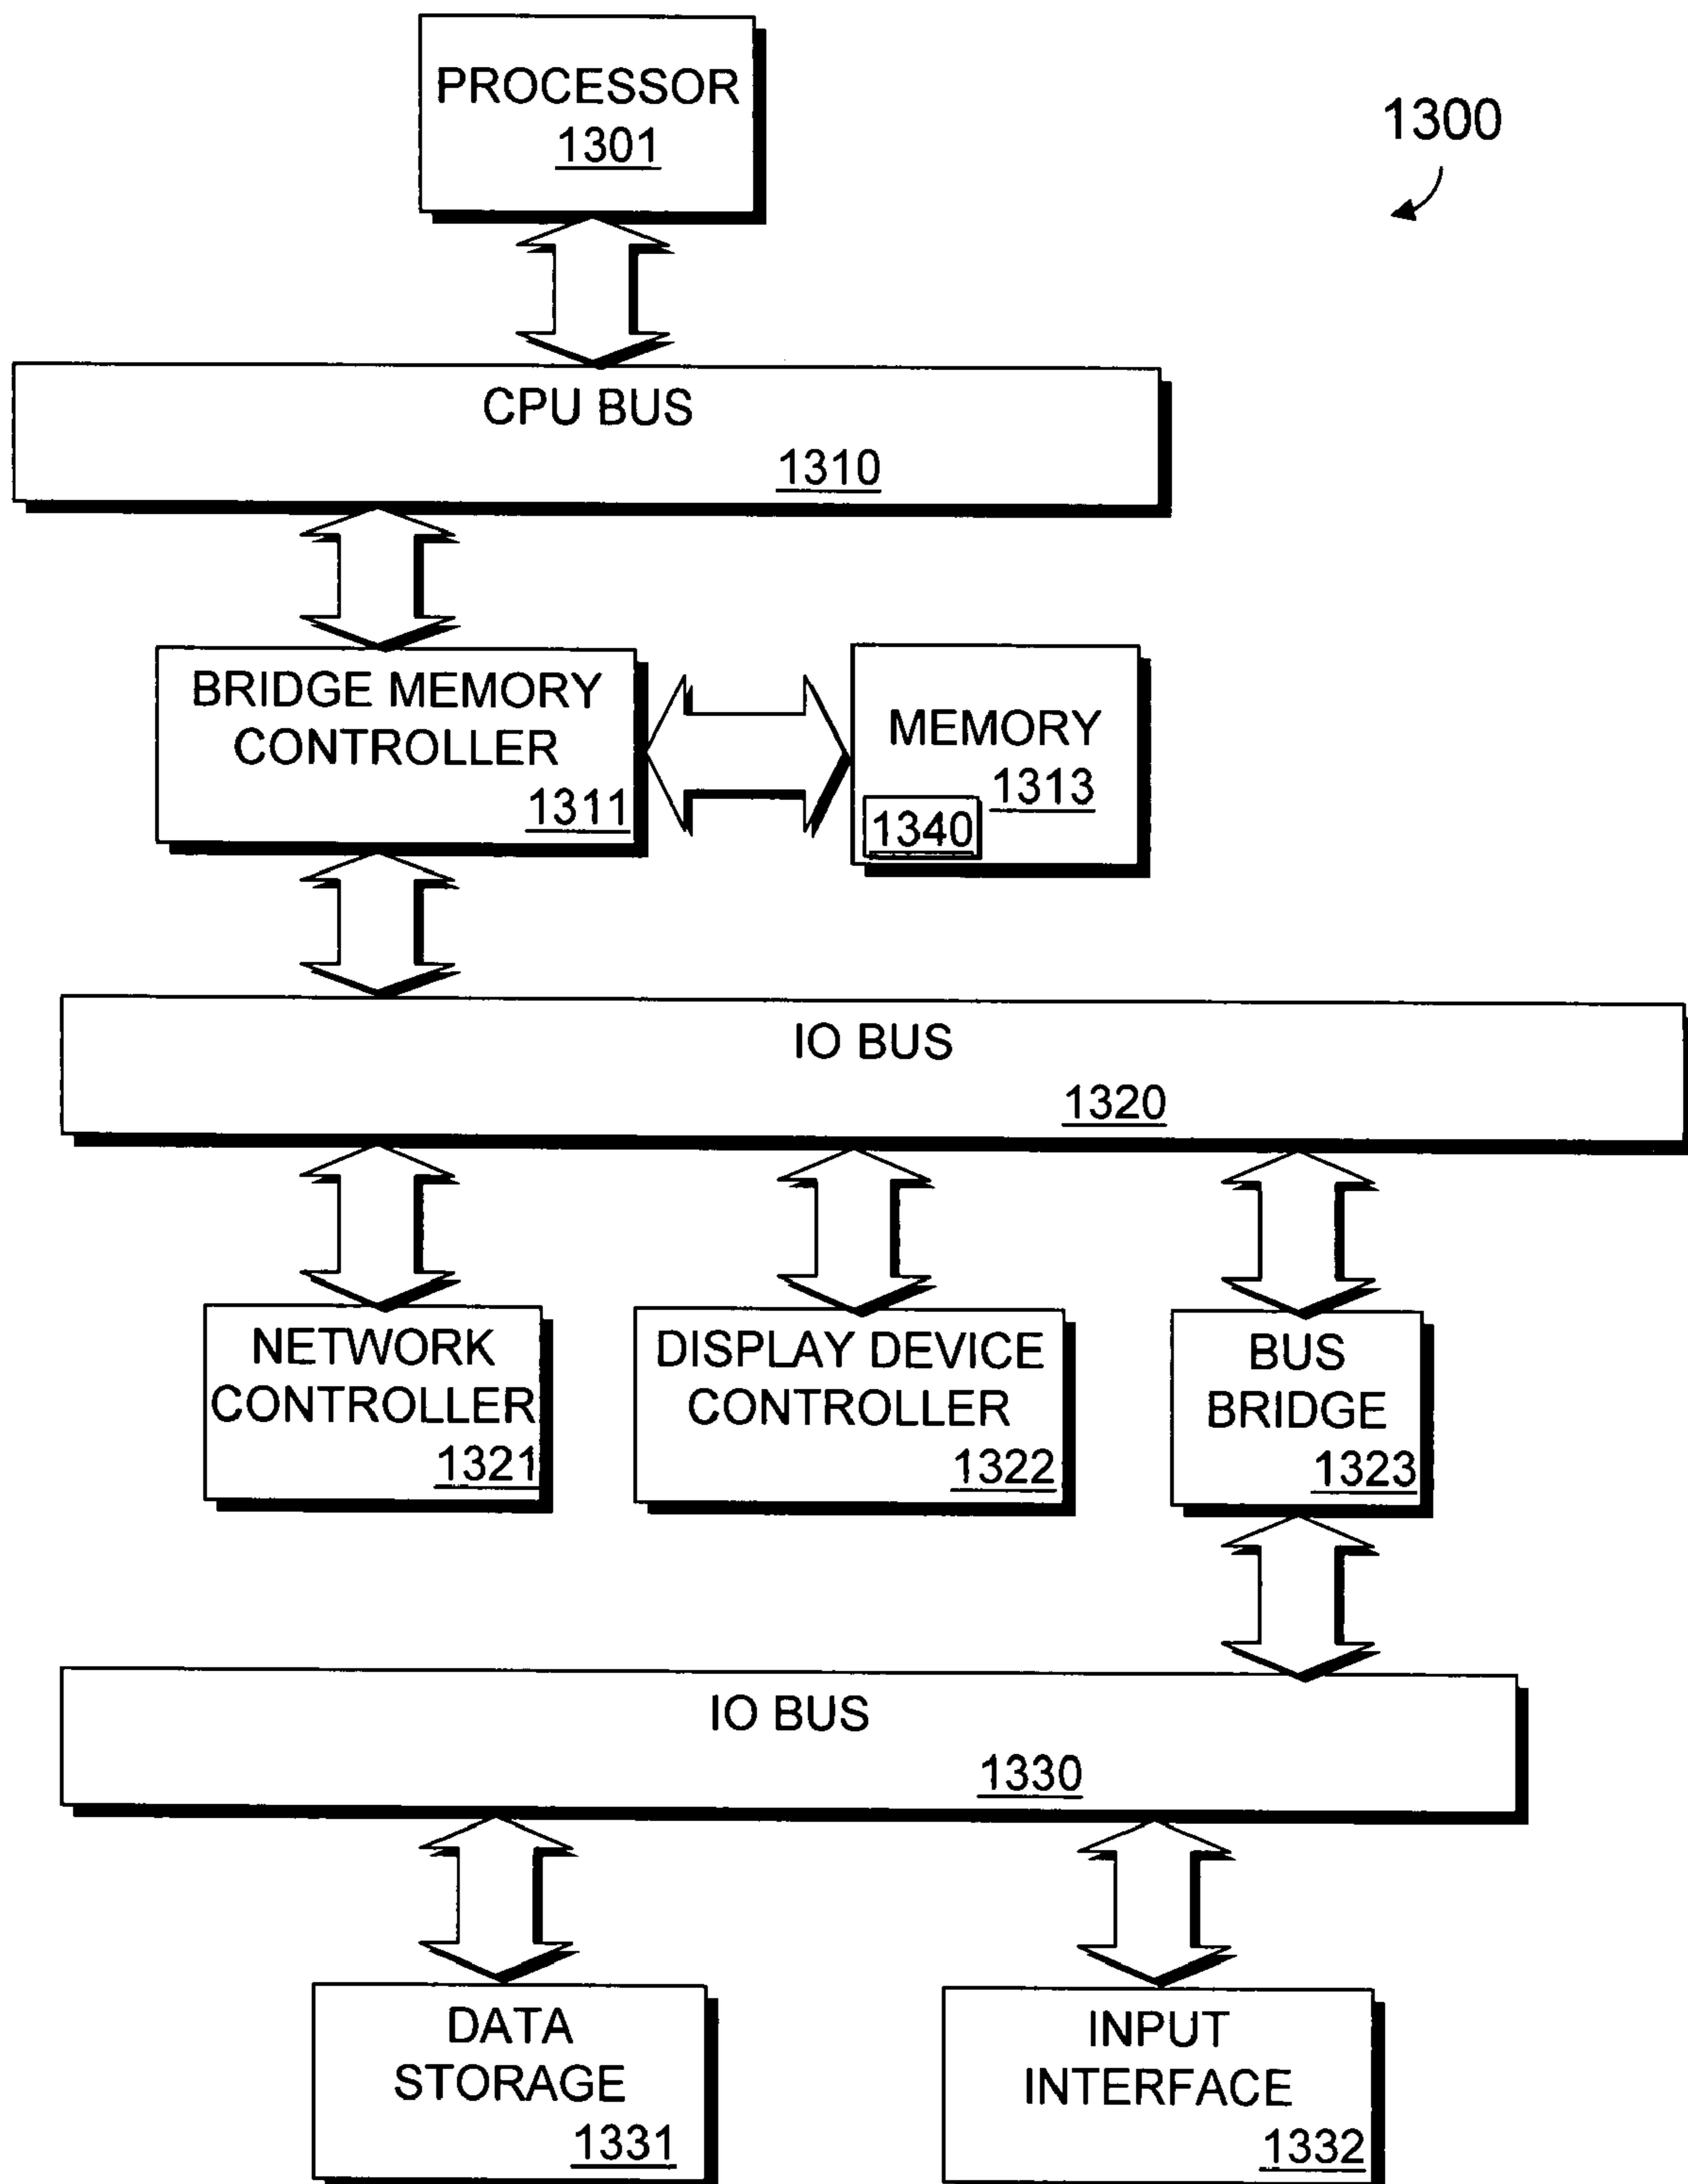 PROCESSOR
1301
1300
CPU BUS
1310
BRIDGE MEMORY
CONTROLLER
1311
MEMORY
1313
1340
IO BUS
1320
NETWORK
CONTROLLER
1321
DISPLAY DEVICE
CONTROLLER
1322
BUS
BRIDGE
1323
IO BUS
1330
DATA
STORAGE
1331
INPUT
INTERFACE
1332